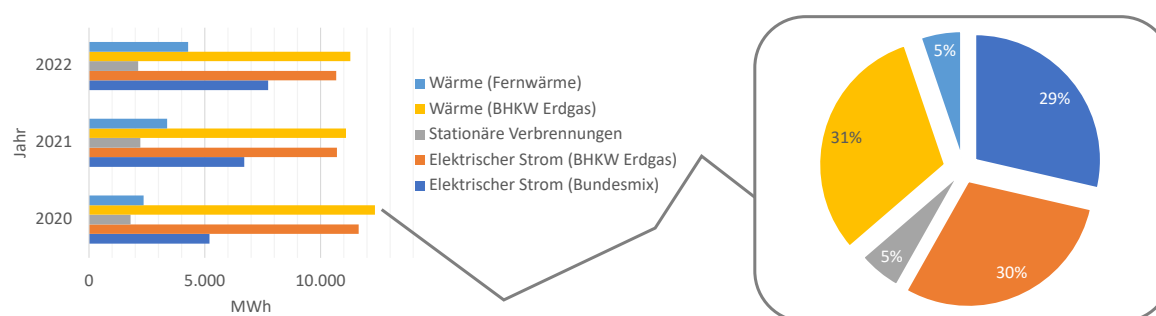 Jahr
2022
2021
2020
0
5.000
10.000
MWh
Wärme (Fernwärme)
Wärme (BHKW Erdgas)
Stationäre Verbrennungen
Elektrischer Strom (BHKW Erdgas)
Elektrischer Strom (Bundesmix)
5%
29%
31%
5%
30%